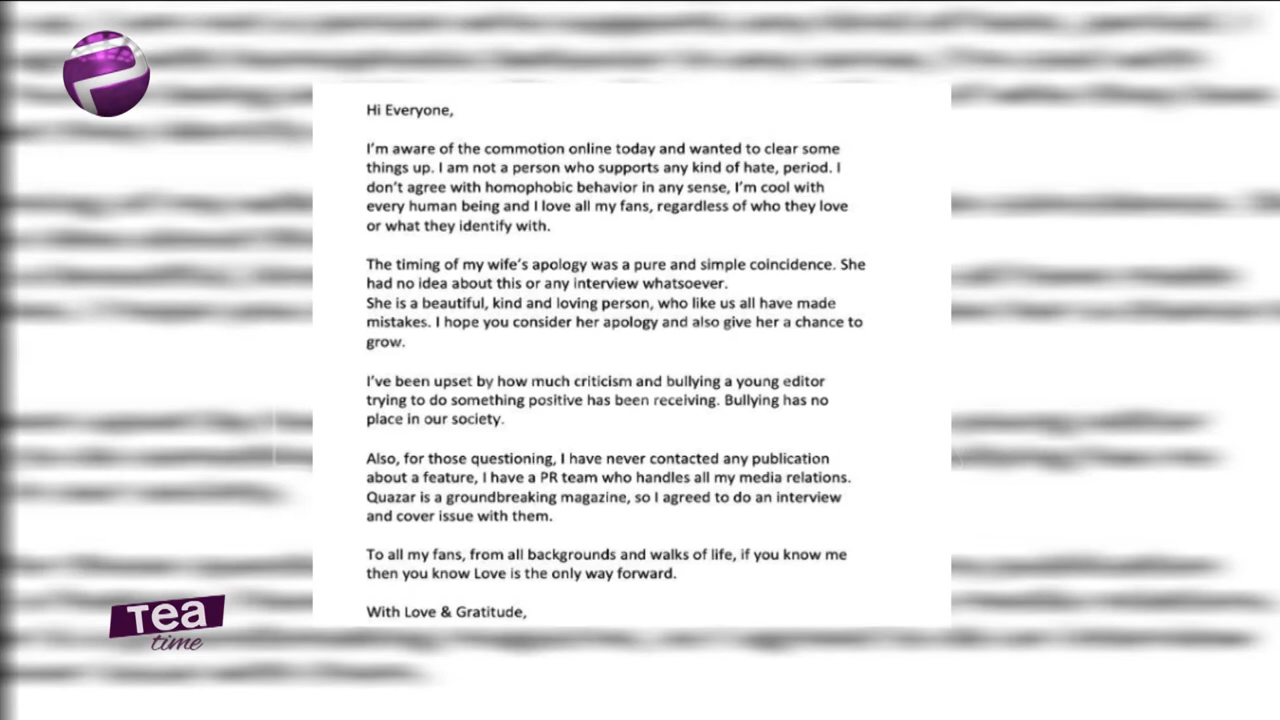 Hi Everyone,
I'm aware of the commotion online today and wanted to clear some
things up. I am not a person who supports any kind of hate, period. I
don't agree with homophobic behavior in any sense, I'm cool with
every human being and I love all my fans, regardless of who they love
or what they identify with.
The timing of my wife's apology was a pure and simple coincidence. She
had no idea about this or any interview whatsoever.
She is a beautiful, kind and loving person, who like us all have made
mistakes. I hope you consider her apology and also give her a chance to
grow.
I've been upset by how much criticism and bullying a young editor
trying to do something positive has been receiving. Bullying has no
place in our society.
Also, for those questioning, I have never contacted any publication
about a feature, I have a PR team who handles all my media relations.
Quazar is a groundbreaking magazine, so I agreed to do an interview
and cover issue with them.
To all my fans, from all backgrounds and walks of life, if you know me
then you know Love is the only way forward.
With Love & Gratitude,
Tea
time